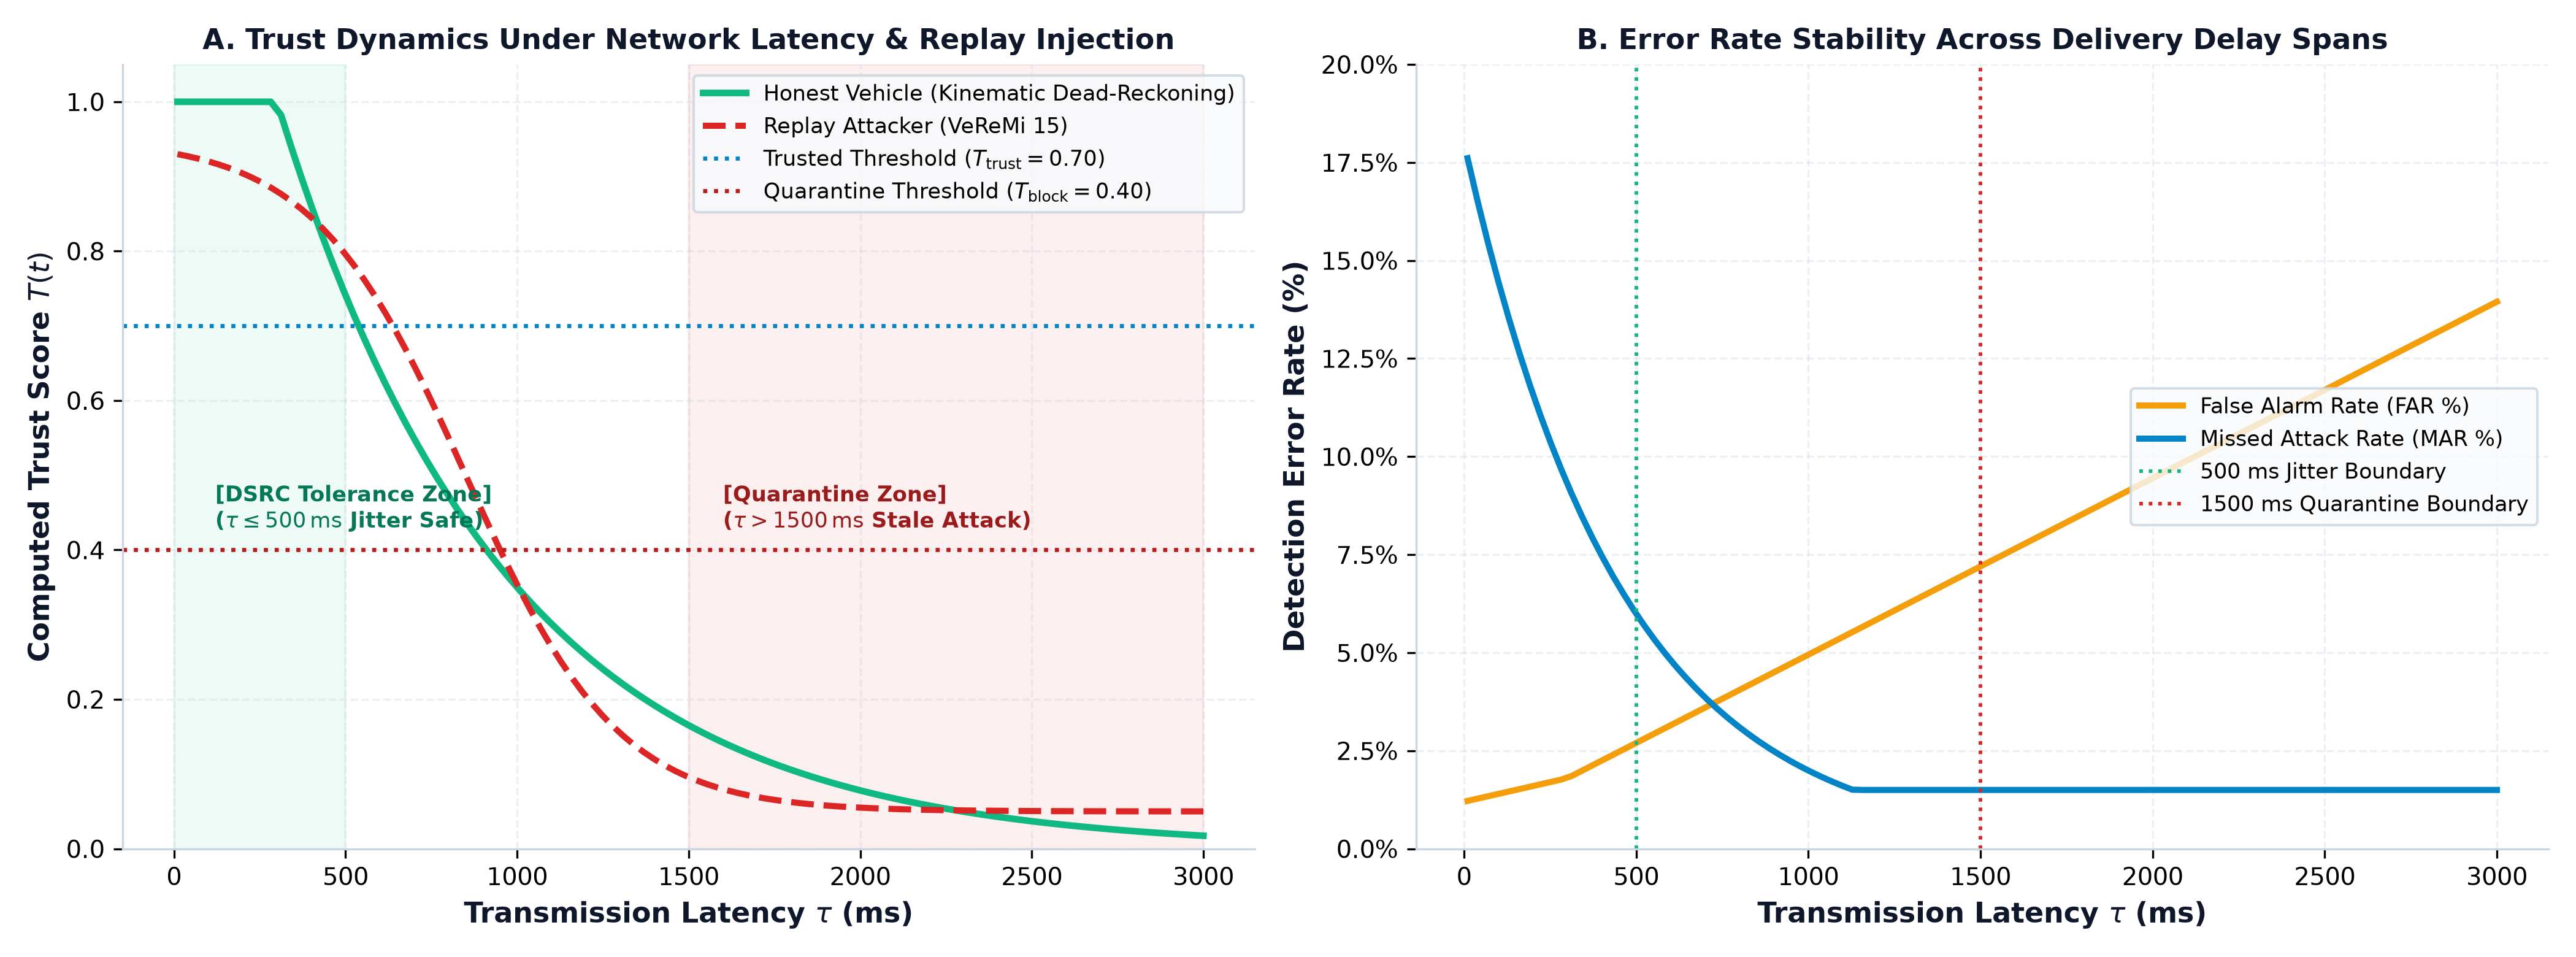 A. Trust Dynamics Under Network Latency & Replay Injection
Computed Trust Score T(t)
1.0
0.8
0.6
0.4
0.2
0.0
Honest Vehicle (Kinematic Dead-Reckoning)
Replay Attacker (VeReMi 15)
Trusted Threshold (T_trust = 0.70)
Quarantine Threshold (T_block = 0.40)
[DSRC Tolerance Zone]
(τ ≤ 500 ms Jitter Safe)
[Quarantine Zone]
(τ > 1500 ms Stale Attack)
0 500 1000 1500 2000 2500 3000
Transmission Latency τ (ms)
B. Error Rate Stability Across Delivery Delay Spans
Detection Error Rate (%)
20.0%
17.5%
15.0%
12.5%
10.0%
7.5%
5.0%
2.5%
0.0%
False Alarm Rate (FAR %)
Missed Attack Rate (MAR %)
500 ms Jitter Boundary
1500 ms Quarantine Boundary
0 500 1000 1500 2000 2500 3000
Transmission Latency τ (ms)